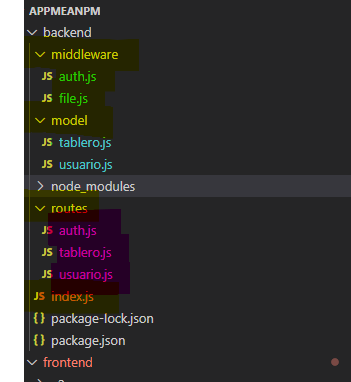 APPMEANPM
backend
middleware
JS auth.js
JS file.js
model
JS tablero.js
JS usuario.js
node_modules
routes
JS auth.js
JS tablero.js
JS usuario.js
JS index.js
{} package-lock.json
{} package.json
frontend